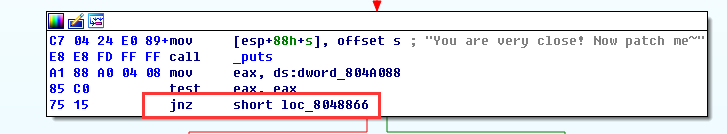 C7 04 24 E0 89+mov [esp+88h+s], offset s ; "You are very close! Now patch me~"
E8 E8 FD FF FF call _puts
A1 88 A0 04 08 mov eax, ds:dword_804A088
85 C0 test eax, eax
75 15 jnz short loc_8048866